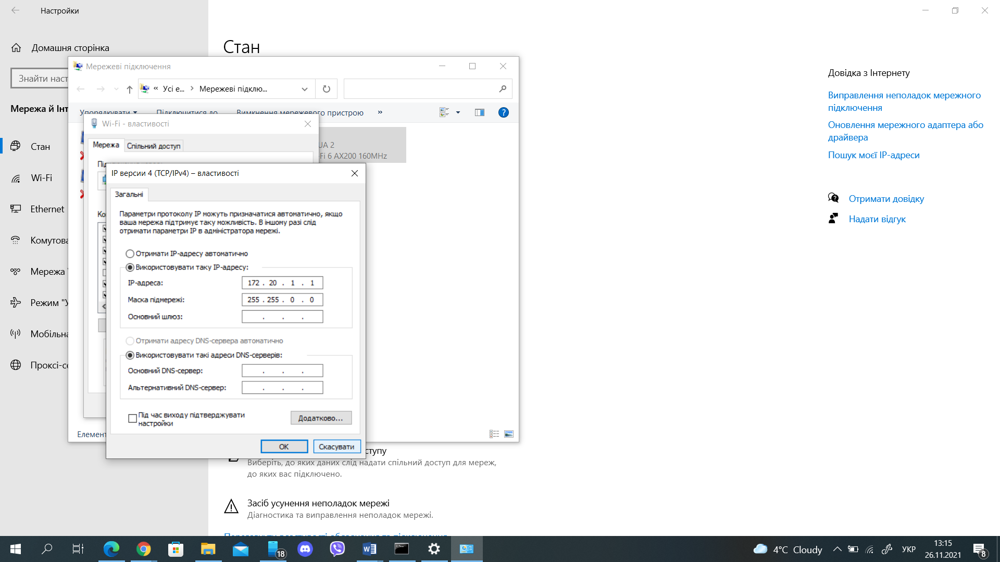 Настройки
Домашня сторінка
Знайти наст
Мережа й Інт
Стан
Wi-Fi
Ethernet
Комутова
Мережа
Режим "У
Мобільна
Проксі-се
Стан
Мережеві підключення
« Усі е... > Мережеві підклю...
Упорядкувати
Підключитися до
Вимкнення мережевого пристрою
»
UA 2
-Fi 6 AX200 160MHz
Wi-Fi - властивості
Мережа
Спільний доступ
IP версии 4 (TCP/IPv4) – властивості
Загальні
Параметри протоколу IP можуть призначатися автоматично, якщо
ваша мережа підтримує таку можливість. В іншому разі слід
отримати параметри IP в адміністратора мережі.
Отримати IP-адресу автоматично
Використовувати таку IP-адресу:
IP-адреса: 172 . 20 . 1 . 1
Маска підмережі: 255 . 255 . 0 . 0
Основний шлюз: . . .
Отримати адресу DNS-сервера автоматично
Використовувати такі адреси DNS-серверів:
Основний DNS-сервер: . . .
Альтернативний DNS-сервер: . . .
Під час виходу підтверджувати
настройки
Додатково...
OK
Скасувати
Елемент
ступу
Виберіть, до яких даних слід надати спільний доступ для мереж,
до яких вас підключено.
Засіб усунення неполадок мережі
Діагностика та виправлення неполадок мережі.
Довідка з Інтернету
Виправлення неполадок мережного
підключення
Оновлення мережного адаптера або
драйвера
Пошук моєї IP-адреси
Отримати довідку
Надати відгук
18
4°C Cloudy
УКР
13:15
26.11.2021
8